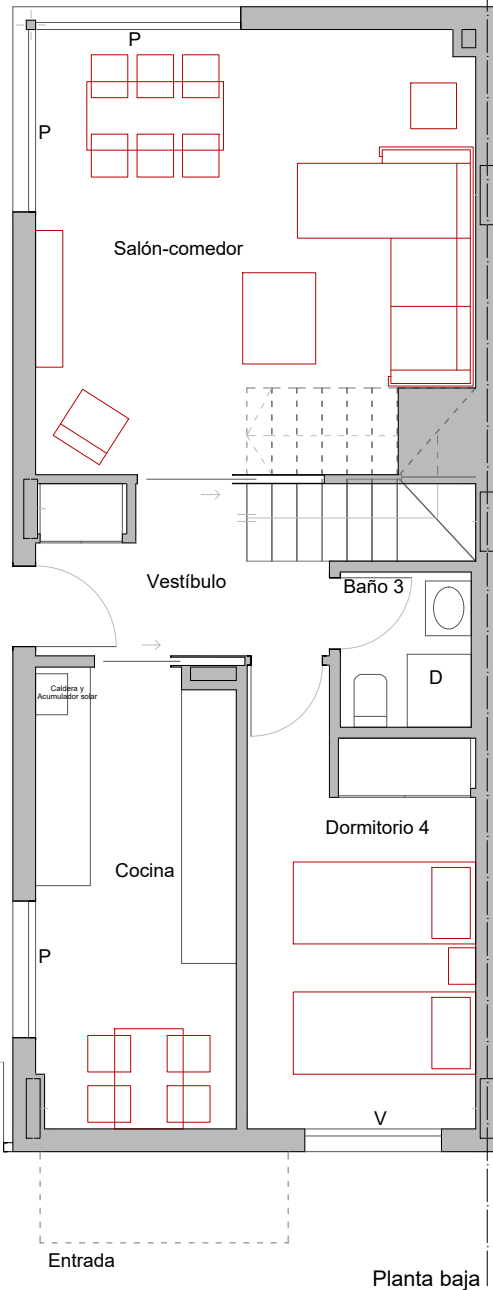 P
P
Salón-comedor
Vestíbulo
Baño 3
D
Caldera y
Acumulador solar
Dormitorio 4
Cocina
P
V
Entrada
Planta baja